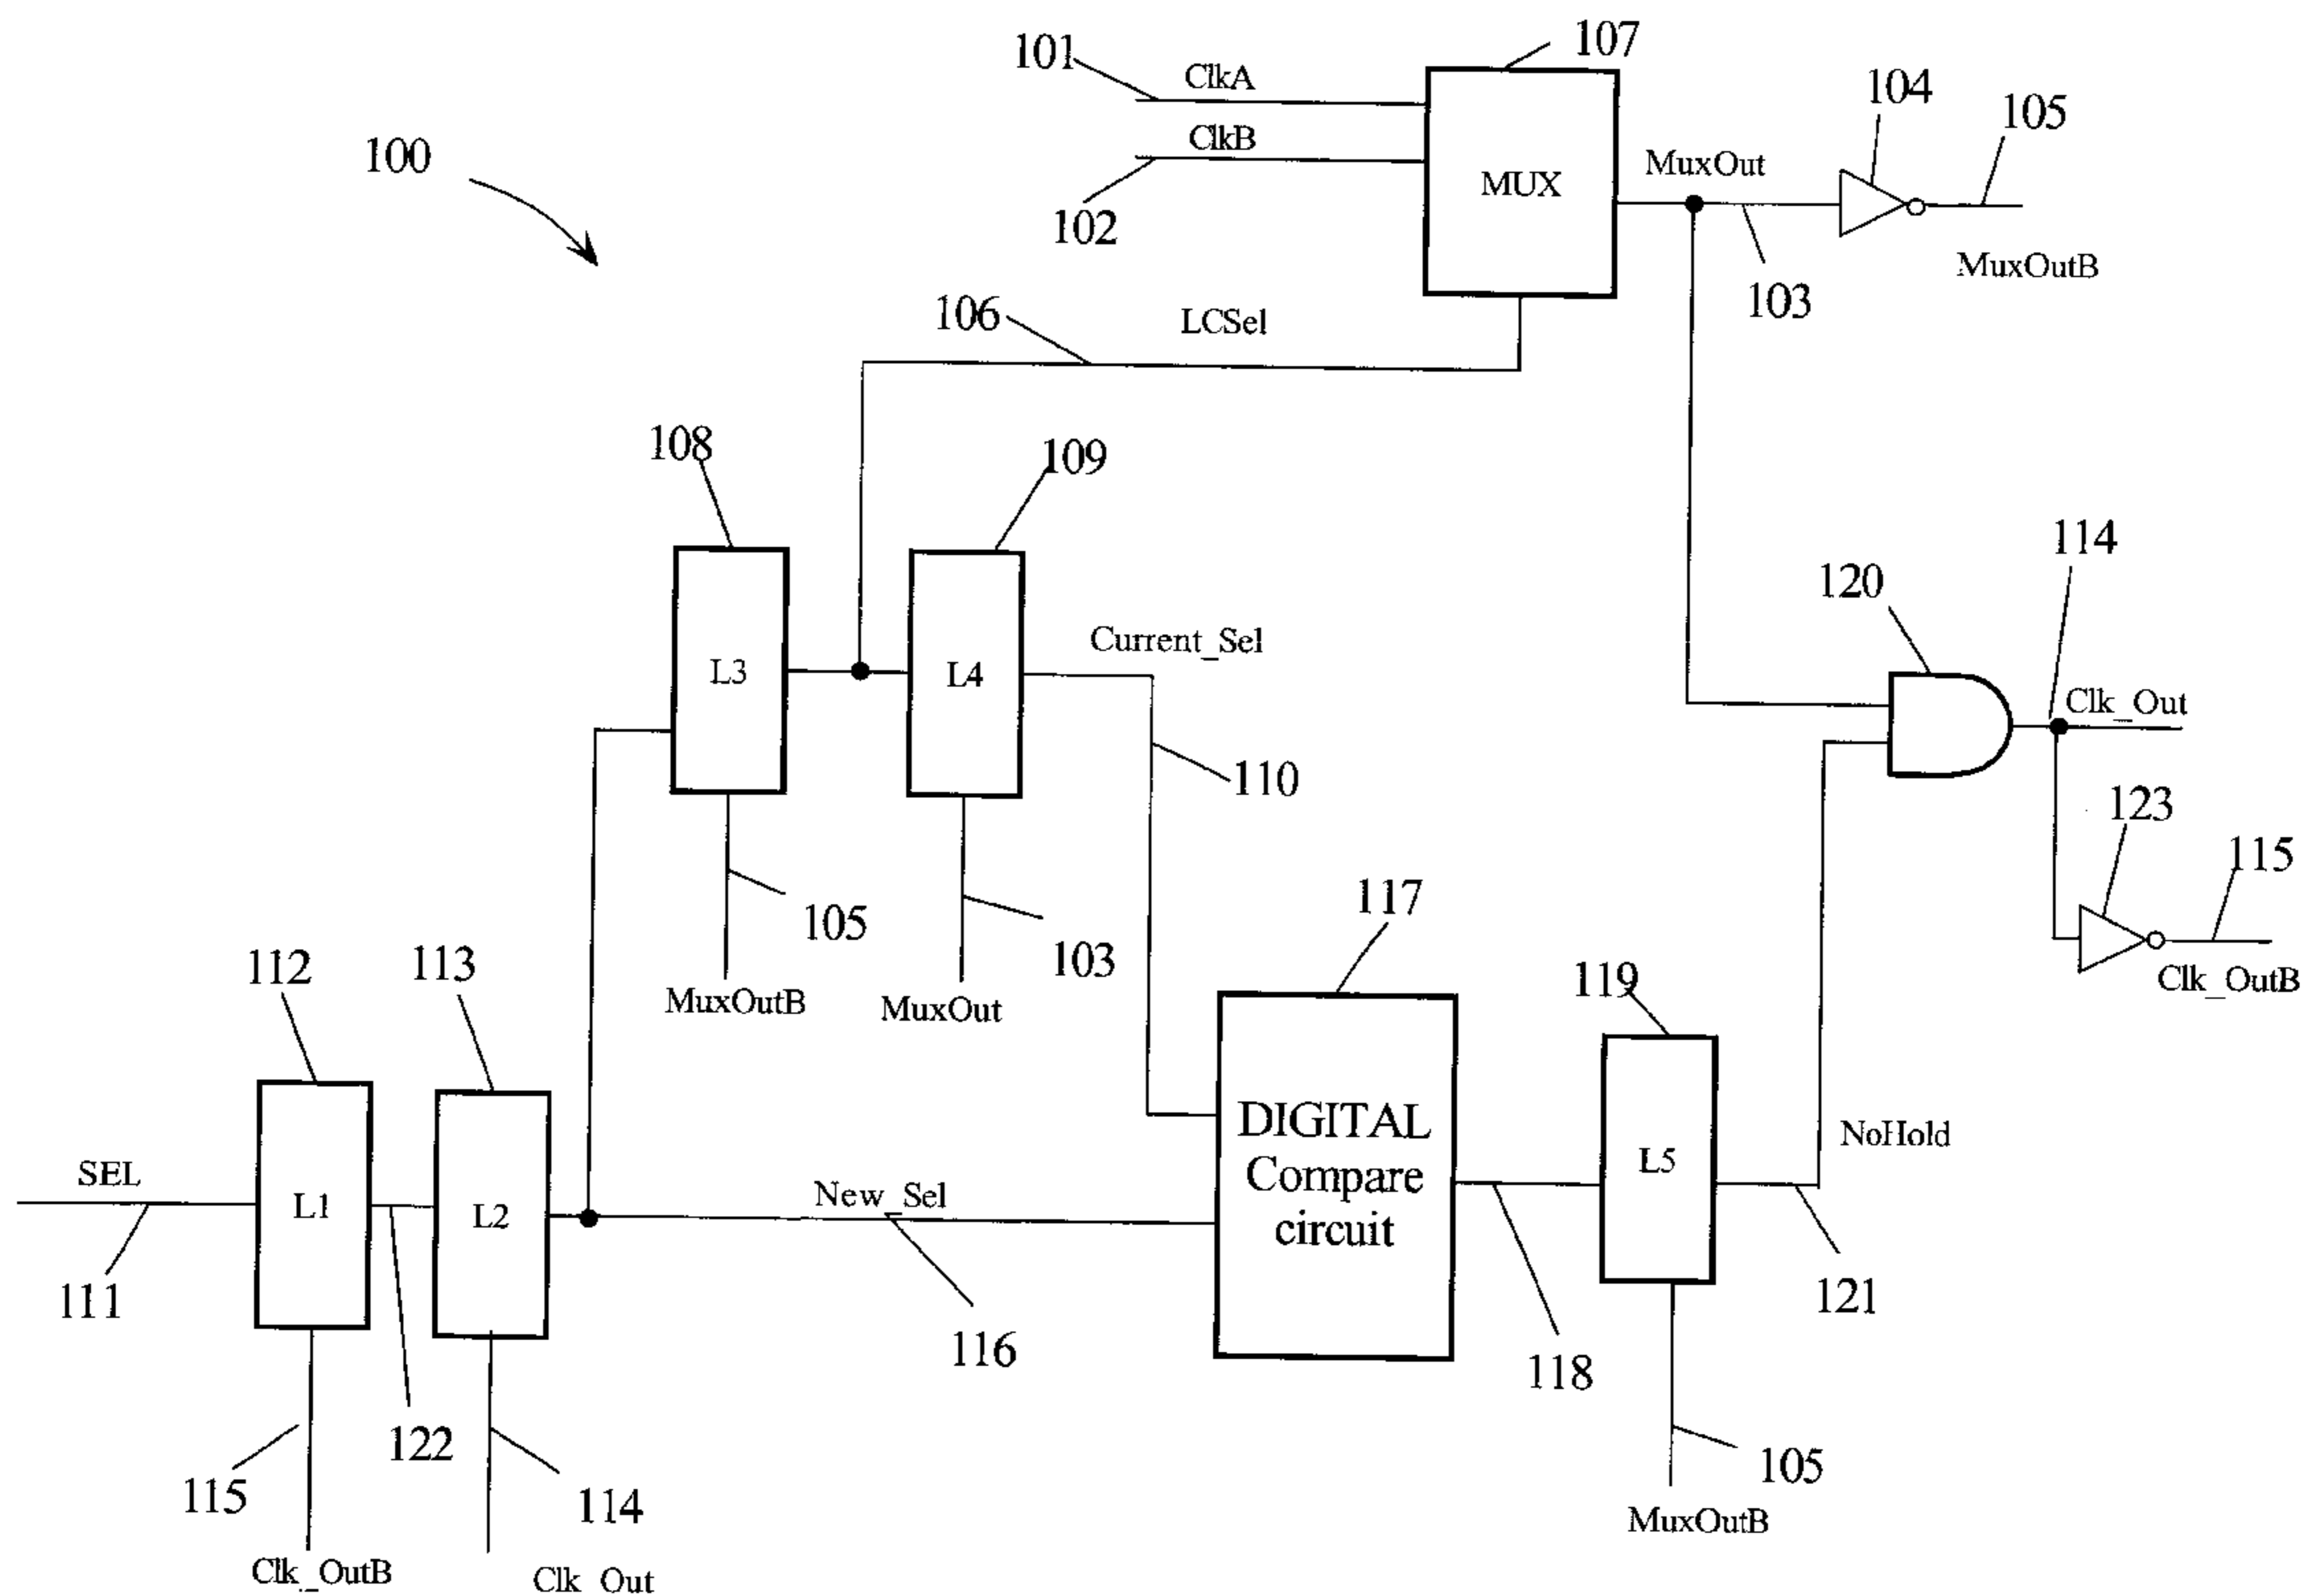 101
ClkA
107
104
105
100
ClkB
MUX
MuxOut
102
103
MuxOutB
106
LCSel
108
109
114
120
L3
L4
Current_Sel
Clk_Out
110
123
115
105
103
117
112
113
119
Clk_OutB
MuxOutB
MuxOut
DIGITAL
Compare
circuit
NoHold
SEL
L1
L2
New_Sel
L5
111
116
118
121
115
122
114
105
MuxOutB
Clk_OutB
Clk_Out